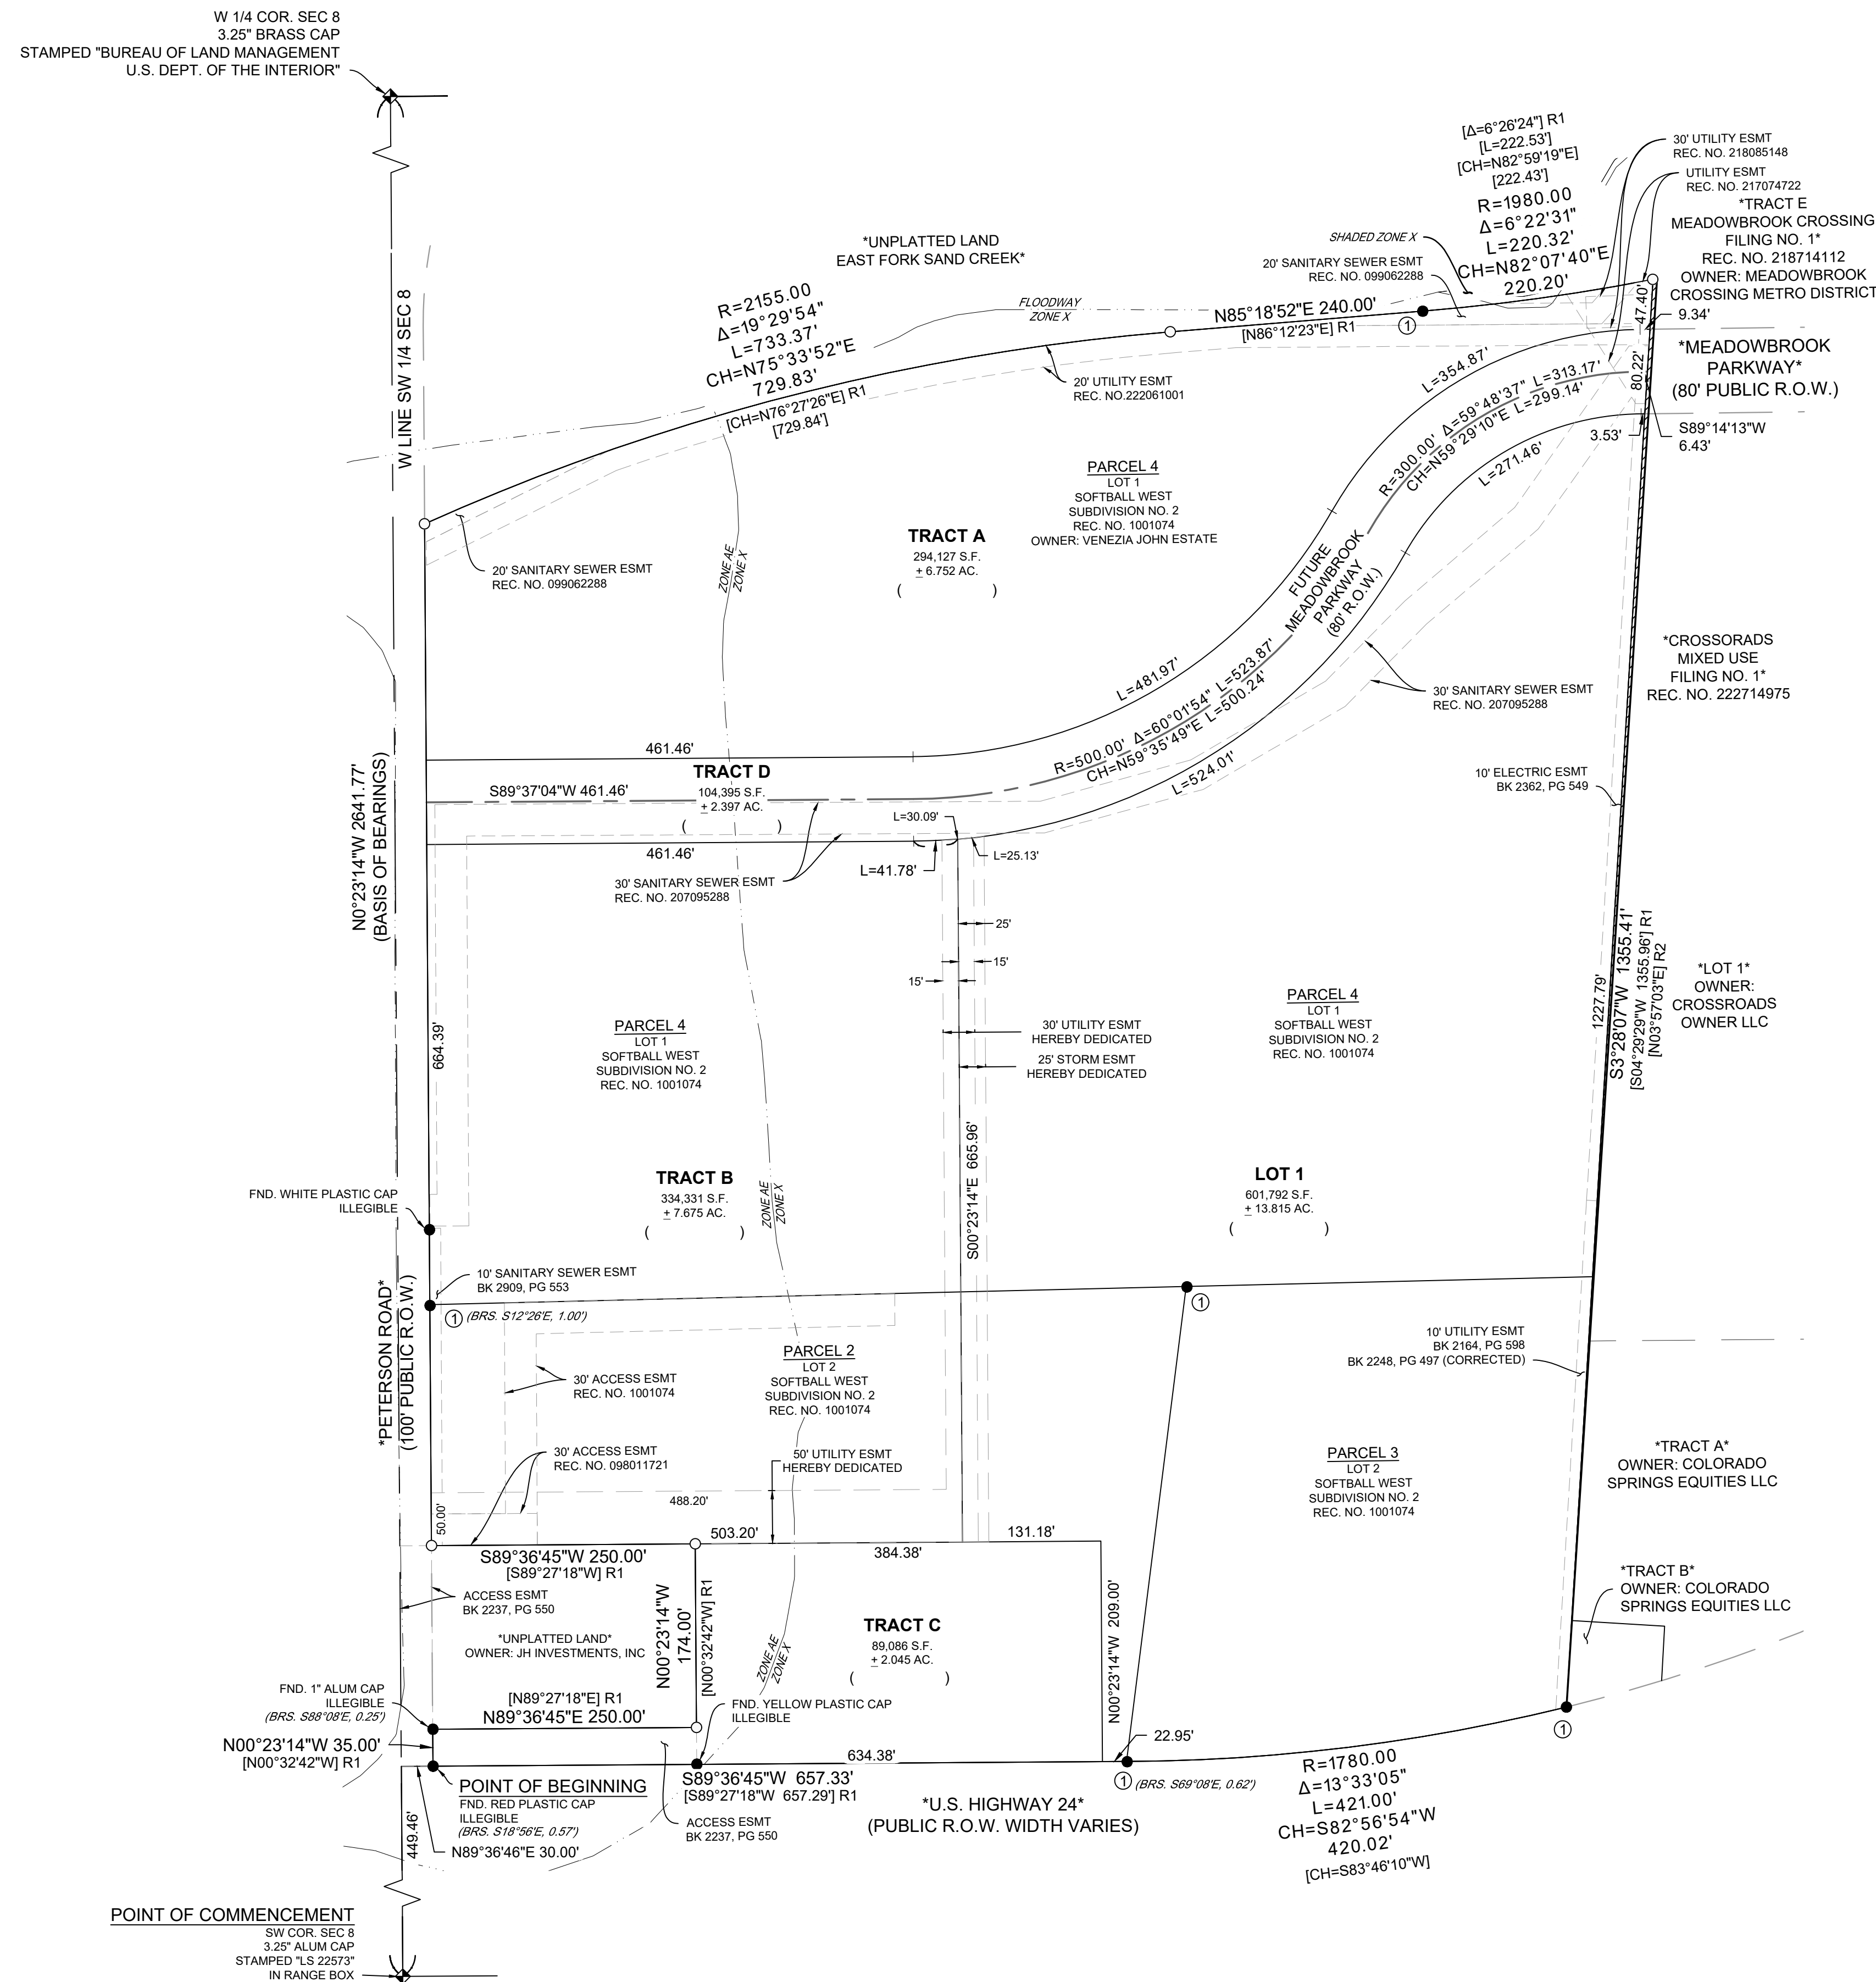 W 1/4 COR. SEC 8
3.25" BRASS CAP
STAMPED "BUREAU OF LAND MANAGEMENT
U.S. DEPT. OF THE INTERIOR"
W LINE SW 1/4 SEC 8
*UNPLATTED LAND
EAST FORK SAND CREEK*
[Δ=6°26'24"] R1
[L=222.53']
[CH=N82°59'19"E]
[222.43']
R=1980.00
Δ=6°22'31"
L=220.32'
CH=N82°07'40"E
220.20'
30' UTILITY ESMT
REC. NO. 218085148
UTILITY ESMT
REC. NO. 217074722
*TRACT E
MEADOWBROOK CROSSING
FILING NO. 1*
REC. NO. 218714112
OWNER: MEADOWBROOK
CROSSING METRO DISTRICT
SHADED ZONE X
20' SANITARY SEWER ESMT
REC. NO. 099062288
R=2155.00
Δ=19°29'54"
L=733.37'
CH=N75°33'52"E
729.83'
[CH=N76°27'26"E] R1
[729.84']
FLOODWAY
ZONE X
N85°18'52"E 240.00'
[N86°12'23"E] R1
1
47.40'
9.34'
*MEADOWBROOK
PARKWAY*
(80' PUBLIC R.O.W.)
80.22'
S89°14'13"W
6.43'
3.53'
20' UTILITY ESMT
REC. NO.222061001
L=354.87'
R=300.00' Δ=59°48'37" L=313.17'
CH=N59°29'10"E L=299.14'
L=271.46'
PARCEL 4
LOT 1
SOFTBALL WEST
SUBDIVISION NO. 2
REC. NO. 1001074
OWNER: VENEZIA JOHN ESTATE
TRACT A
294,127 S.F.
± 6.752 AC.
( )
20' SANITARY SEWER ESMT
REC. NO. 099062288
ZONE AE
ZONE X
FUTURE
MEADOWBROOK
PARKWAY
(80' R.O.W.)
*CROSSORADS
MIXED USE
FILING NO. 1*
REC. NO. 222714975
30' SANITARY SEWER ESMT
REC. NO. 207095288
L=481.97'
R=500.00' Δ=60°01'54" L=523.87'
CH=N59°35'49"E L=500.24'
L=524.01'
N0°23'14"W 2641.77'
(BASIS OF BEARINGS)
461.46'
TRACT D
S89°37'04"W 461.46'
104,395 S.F.
± 2.397 AC.
( )
461.46'
L=30.09'
L=25.13'
L=41.78'
10' ELECTRIC ESMT
BK 2362, PG 549
30' SANITARY SEWER ESMT
REC. NO. 207095288
25'
15'
15'
664.39'
PARCEL 4
LOT 1
SOFTBALL WEST
SUBDIVISION NO. 2
REC. NO. 1001074
30' UTILITY ESMT
HEREBY DEDICATED
25' STORM ESMT
HEREBY DEDICATED
PARCEL 4
LOT 1
SOFTBALL WEST
SUBDIVISION NO. 2
REC. NO. 1001074
1227.79'
S3°28'07"W 1355.41'
[S04°29'29"W 1355.96'] R1
[N03°57'03"E] R2
*LOT 1*
OWNER:
CROSSROADS
OWNER LLC
S00°23'14"E 665.96'
TRACT B
334,331 S.F.
± 7.675 AC.
( )
ZONE AE
ZONE X
LOT 1
601,792 S.F.
± 13.815 AC.
( )
FND. WHITE PLASTIC CAP
ILLEGIBLE
*PETERSON ROAD*
(100' PUBLIC R.O.W.)
10' SANITARY SEWER ESMT
BK 2909, PG 553
1 (BRS. S12°26'E, 1.00')
1
10' UTILITY ESMT
BK 2164, PG 598
BK 2248, PG 497 (CORRECTED)
PARCEL 2
LOT 2
SOFTBALL WEST
SUBDIVISION NO. 2
REC. NO. 1001074
30' ACCESS ESMT
REC. NO. 1001074
30' ACCESS ESMT
REC. NO. 098011721
50' UTILITY ESMT
HEREBY DEDICATED
PARCEL 3
LOT 2
SOFTBALL WEST
SUBDIVISION NO. 2
REC. NO. 1001074
*TRACT A*
OWNER: COLORADO
SPRINGS EQUITIES LLC
50.00'
488.20'
503.20'
131.18'
384.38'
S89°36'45"W 250.00'
[S89°27'18"W] R1
ACCESS ESMT
BK 2237, PG 550
*UNPLATTED LAND*
OWNER: JH INVESTMENTS, INC
N00°23'14"W
174.00'
[N00°32'42"W] R1
ZONE AE
ZONE X
TRACT C
89,086 S.F.
± 2.045 AC.
( )
N00°23'14"W 209.00'
*TRACT B*
OWNER: COLORADO
SPRINGS EQUITIES LLC
FND. 1" ALUM CAP
ILLEGIBLE
(BRS. S88°08'E, 0.25')
[N89°27'18"E] R1
N89°36'45"E 250.00'
FND. YELLOW PLASTIC CAP
ILLEGIBLE
N00°23'14"W 35.00'
[N00°32'42"W] R1
634.38'
22.95'
1
POINT OF BEGINNING
FND. RED PLASTIC CAP
ILLEGIBLE
(BRS. S18°56'E, 0.57')
N89°36'46"E 30.00'
449.46'
S89°36'45"W 657.33'
[S89°27'18"W 657.29'] R1
ACCESS ESMT
BK 2237, PG 550
*U.S. HIGHWAY 24*
(PUBLIC R.O.W. WIDTH VARIES)
1 (BRS. S69°08'E, 0.62')
R=1780.00
Δ=13°33'05"
L=421.00'
CH=S82°56'54"W
420.02'
[CH=S83°46'10"W]
POINT OF COMMENCEMENT
SW COR. SEC 8
3.25" ALUM CAP
STAMPED "LS 22573"
IN RANGE BOX